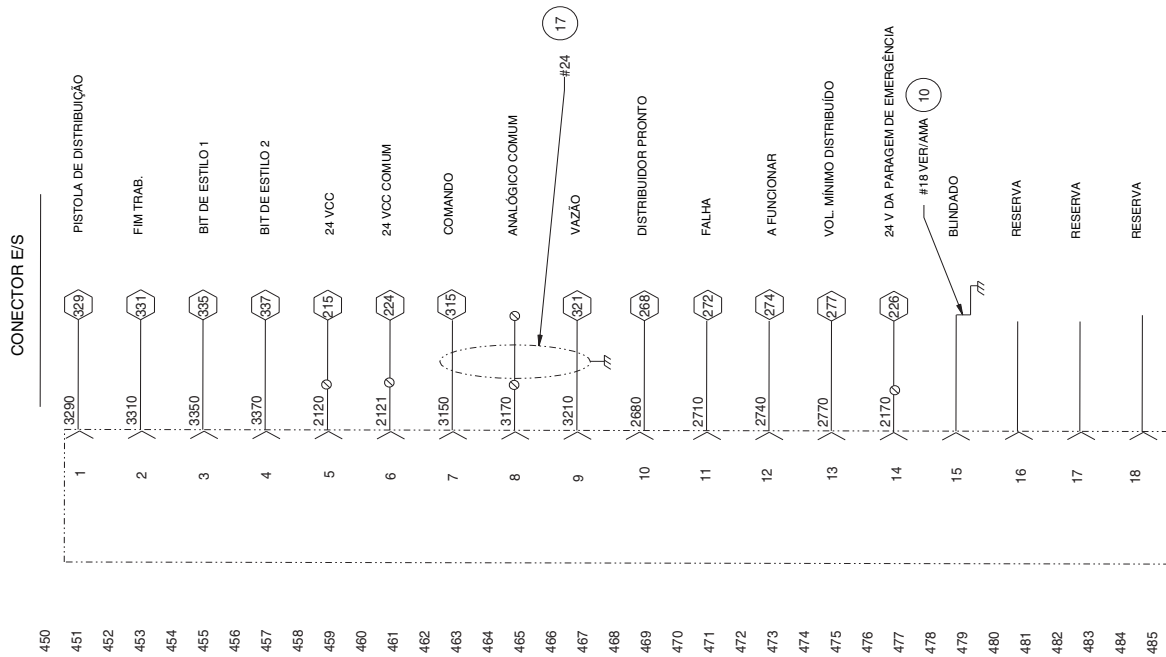 CONECTOR E/S
450
451
452
453
454
455
456
457
458
459
460
461
462
463
464
465
466
467
468
469
470
471
472
473
474
475
476
477
478
479
480
481
482
483
484
485
1 3290 329 PISTOLA DE DISTRIBUIÇÃO
2 3310 331 FIM TRAB.
3 3350 335 BIT DE ESTILO 1
4 3370 337 BIT DE ESTILO 2
5 2120 215 24 VCC
6 2121 224 24 VCC COMUM
7 3150 315 COMANDO
8 3170 ANALÓGICO COMUM
#24 17
9 3210 321 VAZÃO
10 2680 268 DISTRIBUIDOR PRONTO
11 2710 272 FALHA
12 2740 274 A FUNCIONAR
13 2770 277 VOL. MÍNIMO DISTRIBUÍDO
14 2170 226 24 V DA PARAGEM DE EMERGÊNCIA
#18 VER/AMA 10
15 BLINDADO
16 RESERVA
17 RESERVA
18 RESERVA